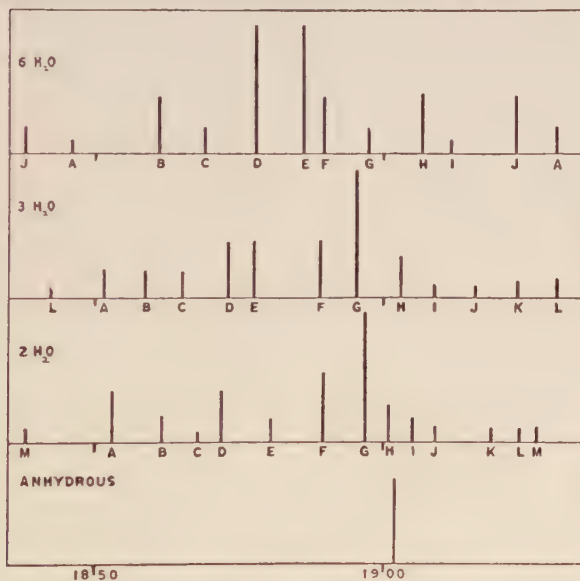 6 H₂O
J A B C D E F G H I J A
3 H₂O
L A B C D E F G H I J K L
2 H₂O
M A B C D E F G H I J K L M
ANHYDROUS
18 50 19 00